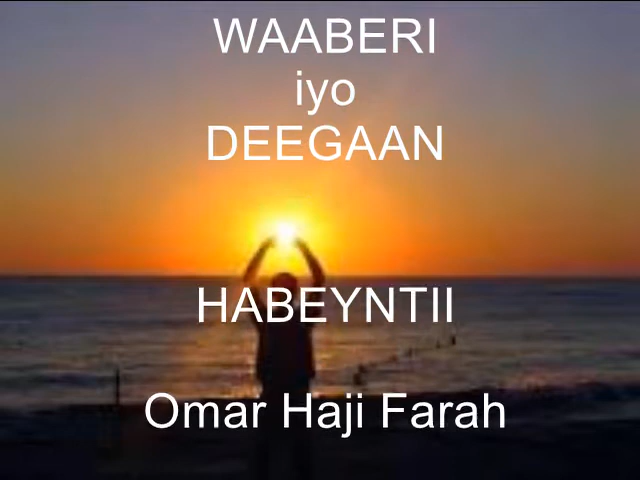 WAABERI
iyo
DEEGAAN
HABEYNTII
Omar Haji Farah